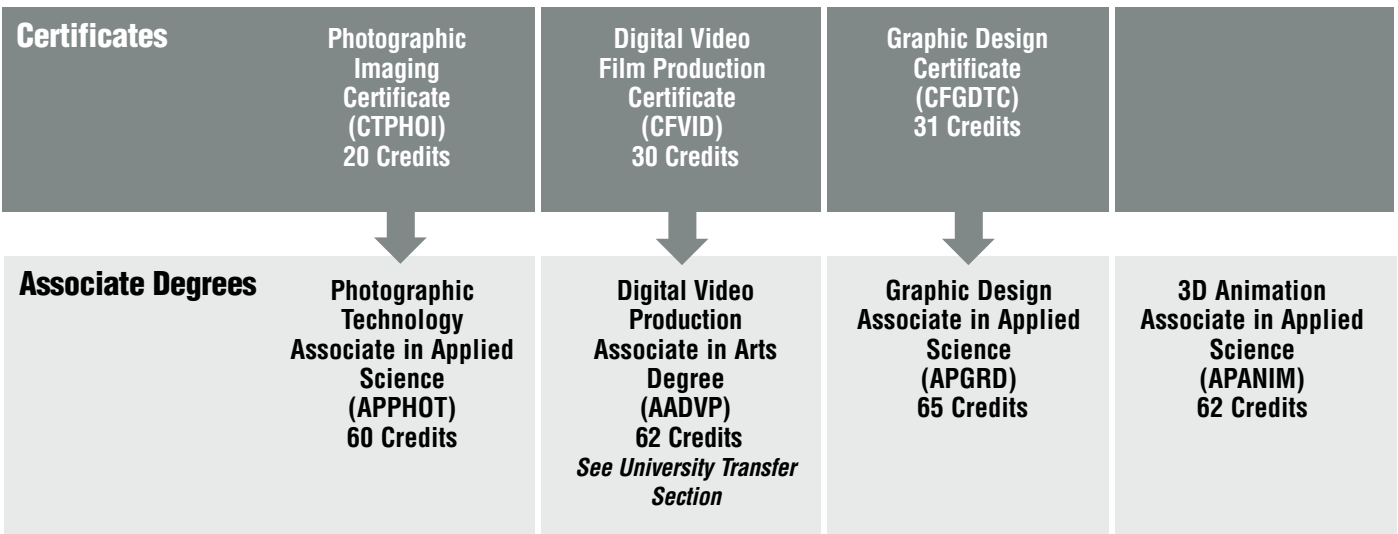 Certificates
Photographic
Imaging
Certificate
(CTPHOI)
20 Credits
Digital Video
Film Production
Certificate
(CFVID)
30 Credits
Graphic Design
Certificate
(CFGDTC)
31 Credits
Associate Degrees
Photographic
Technology
Associate in Applied
Science
(APPHOT)
60 Credits
Digital Video
Production
Associate in Arts
Degree
(AADVP)
62 Credits
See University Transfer
Section
Graphic Design
Associate in Applied
Science
(APGRD)
65 Credits
3D Animation
Associate in Applied
Science
(APANIM)
62 Credits